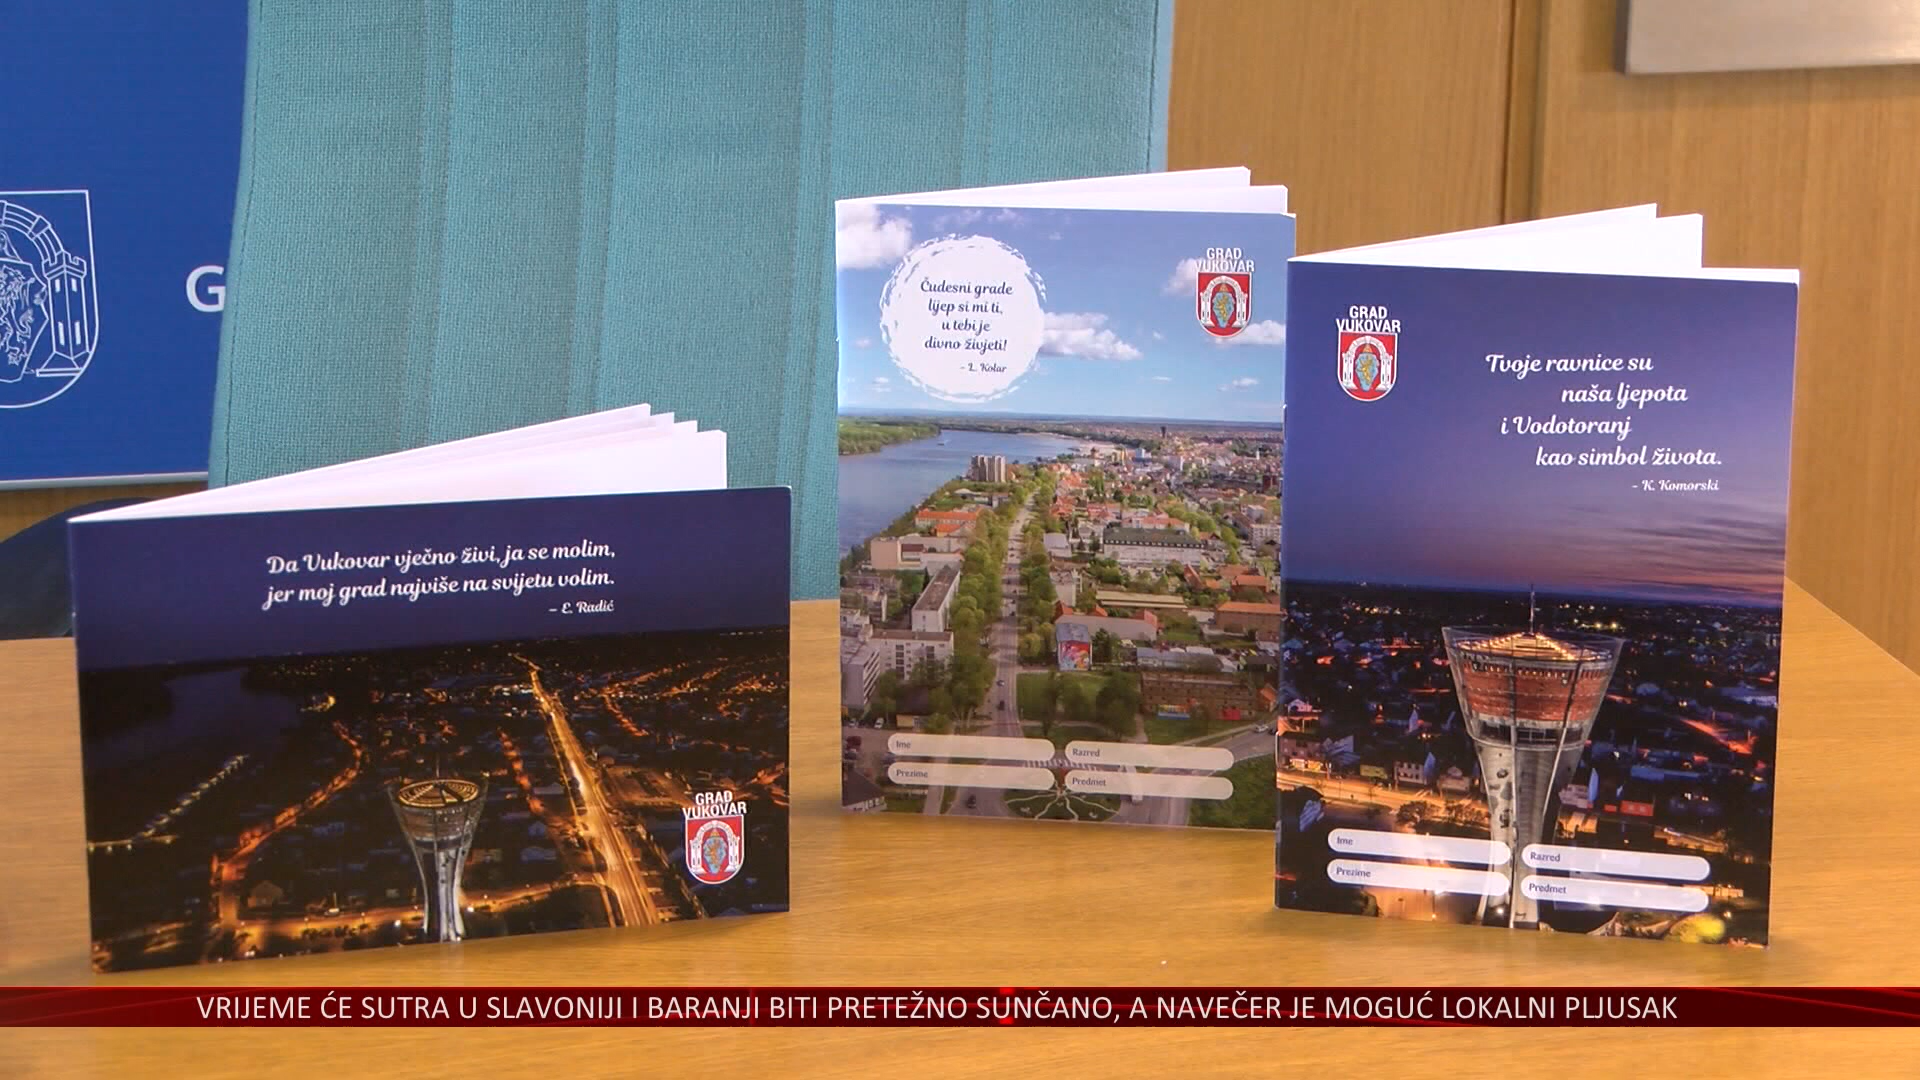 G
Da Vukovar vječno živi, ja se molim,
jer moj grad najviše na svijetu volim.
– E. Radić
GRAD
VUKOVAR
Čudesni grade
lijep si mi ti,
u tebi je
divno živjeti!
– L. Kolar
GRAD
VUKOVAR
Ime
Razred
Prezime
Predmet
GRAD
VUKOVAR
Tvoje ravnice su
naša ljepota
i Vodotoranj
kao simbol života.
– K. Komorski
Ime
Razred
Prezime
Predmet
VRIJEME ĆE SUTRA U SLAVONIJI I BARANJI BITI PRETEŽNO SUNČANO, A NAVEČER JE MOGUĆ LOKALNI PLJUSAK